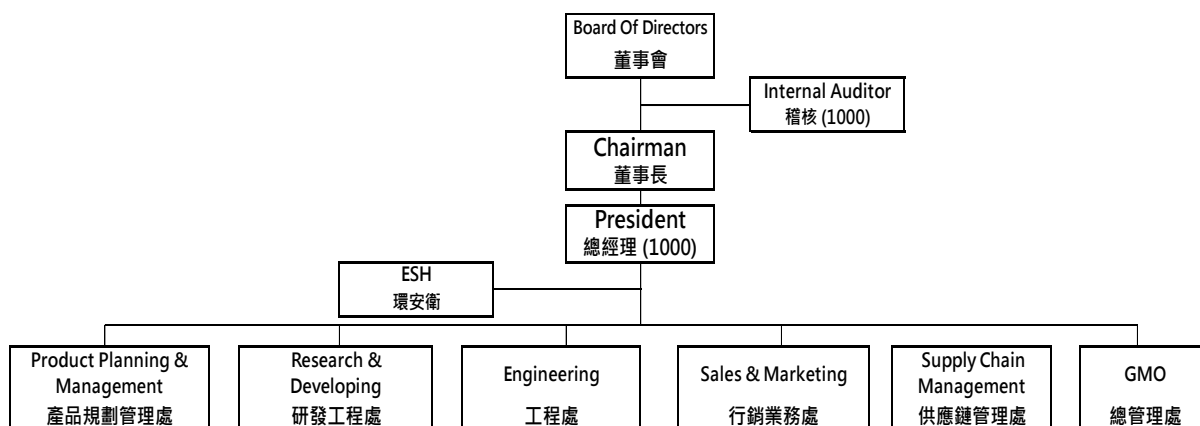 Board Of Directors
董事會
Internal Auditor
稽核 (1000)
Chairman
董事長
President
總經理 (1000)
ESH
環安衛
Product Planning &
Management
產品規劃管理處
Research &
Developing
研發工程處
Engineering
工程處
Sales & Marketing
行銷業務處
Supply Chain
Management
供應鏈管理處
GMO
總管理處